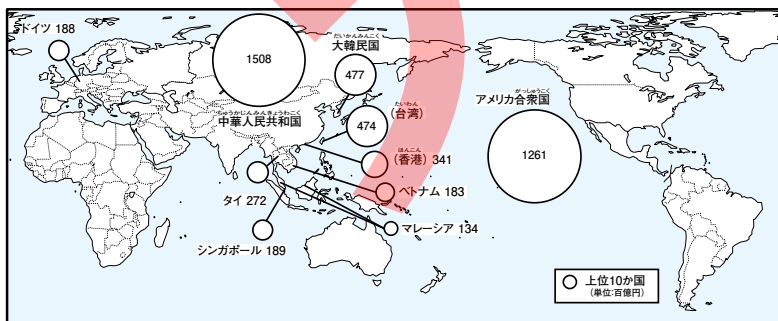 ドイツ 188
1508
ちゅうかじんみんきょうわこく
中華人民共和国
だいかんみんこく
大韓民国
477
たいわん
(台湾)
474
ほんこん
(香港) 341
ベトナム 183
マレーシア 134
タイ 272
シンガポール 189
がっしゅうこく
アメリカ合衆国
1261
上位10か国
(単位:百億円)